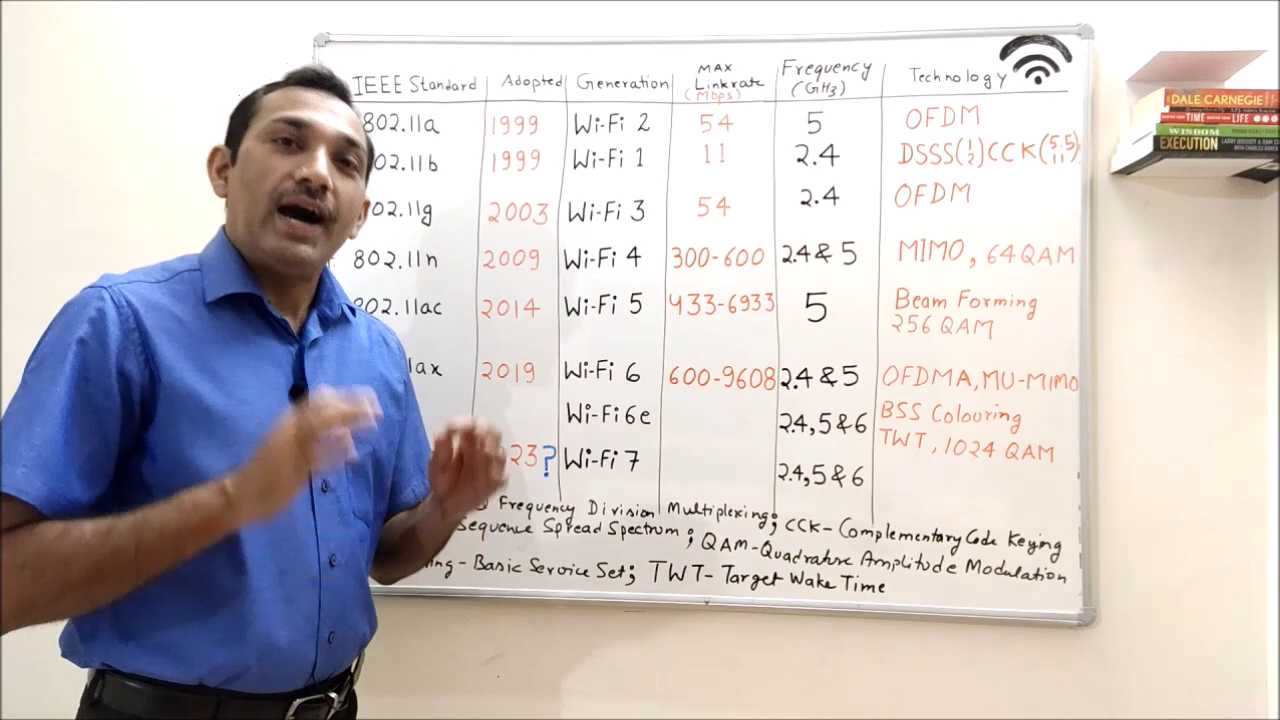 IEEE Standard Adopted Generation MAX Linkrate (Mbps) Frequency (GHz) Technology
802.11a 1999 Wi-Fi 2 54 5 OFDM
02.11b 1999 Wi-Fi 1 11 2.4 DSSS(1/2) CCK(5.5/11)
02.11g 2003 Wi-Fi 3 54 2.4 OFDM
802.11n 2009 Wi-Fi 4 300-600 2.4 & 5 MIMO, 64 QAM
802.11ac 2014 Wi-Fi 5 433-6933 5 Beam Forming
256 QAM
ax 2019 Wi-Fi 6 600-9608 2.4 & 5 OFDMA, MU-MIMO
Wi-Fi 6e 2.4, 5 & 6 BSS Colouring
TWT, 1024 QAM
23? Wi-Fi 7 2.4, 5 & 6
Frequency Division Multiplexing; CCK-Complementary Code Keying
Sequence Spread Spectrum; QAM-Quadrature Amplitude Modulation
ing-Basic Service Set; TWT-Target Wake Time
DALE CARNEGIE
TIME LIFE
WISDOM
EXECUTION